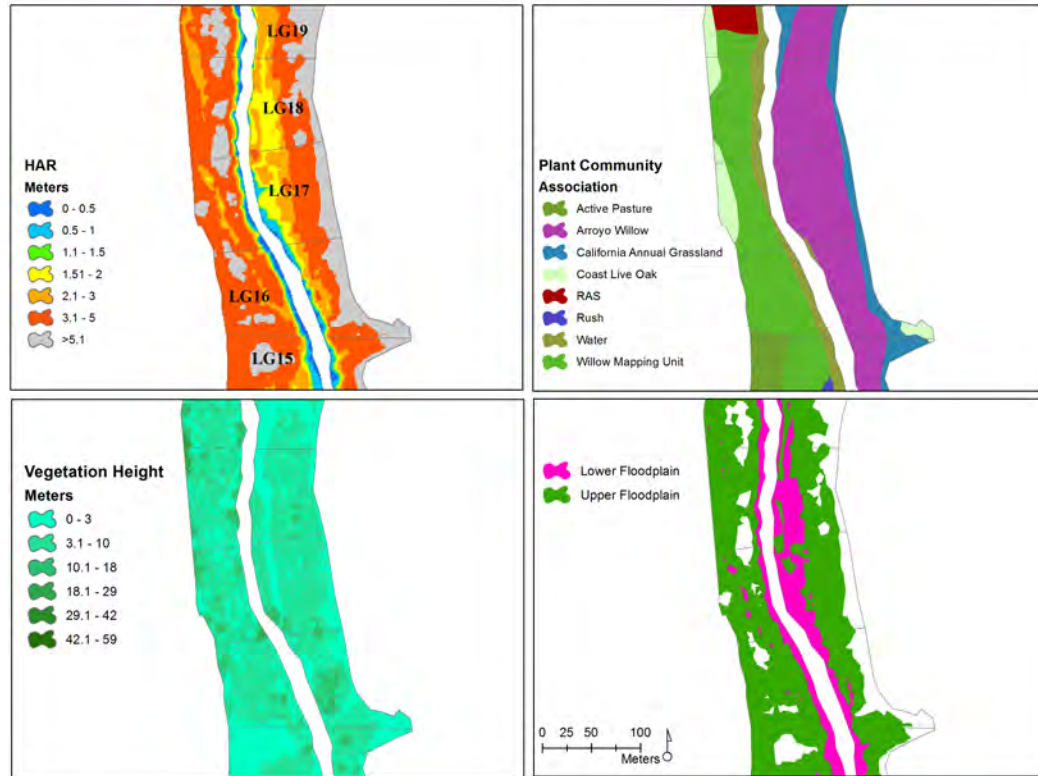 LG19
LG18
LG17
LG16
LG15
HAR
Meters
0 - 0.5
0.5 - 1
1.1 - 1.5
1.51 - 2
2.1 - 3
3.1 - 5
>5.1
Plant Community
Association
Active Pasture
Arroyo Willow
California Annual Grassland
Coast Live Oak
RAS
Rush
Water
Willow Mapping Unit
Vegetation Height
Meters
0 - 3
3.1 - 10
10.1 - 18
18.1 - 29
29.1 - 42
42.1 - 59
Lower Floodplain
Upper Floodplain
0 25 50 100
Meters